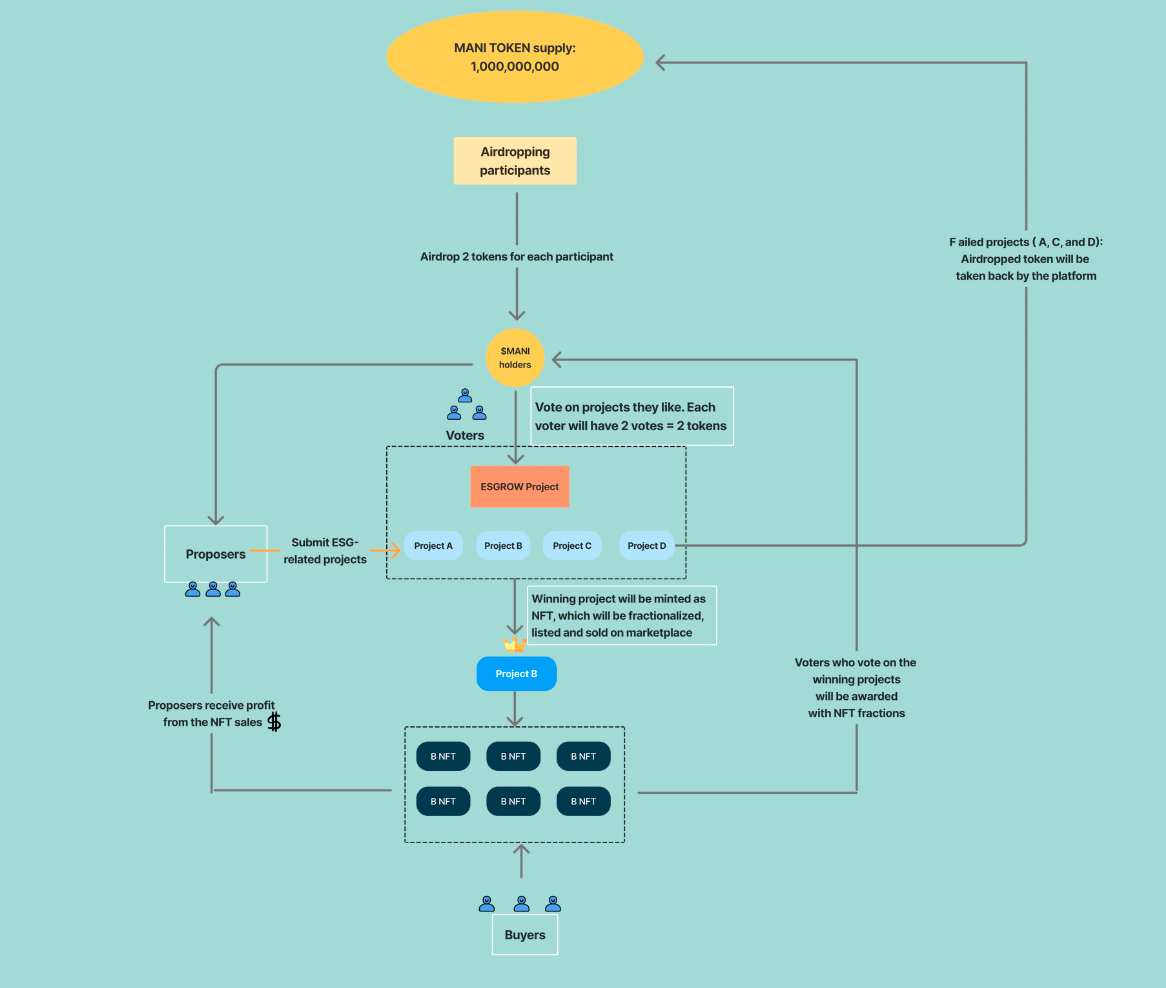 MANI TOKEN supply:
1,000,000,000
Airdropping
participants
Airdrop 2 tokens for each participant
F ailed projects ( A, C, and D):
Airdropped token will be
taken back by the platform
$MANI
holders
Vote on projects they like. Each
voter will have 2 votes = 2 tokens
Voters
ESGROW Project
Proposers
Submit ESG-
related projects
Project A
Project B
Project C
Project D
Winning project will be minted as
NFT, which will be fractionalized,
listed and sold on marketplace
Project B
Voters who vote on the
winning projects
will be awarded
with NFT fractions
Proposers receive profit
from the NFT sales $
B NFT
B NFT
B NFT
B NFT
B NFT
B NFT
Buyers